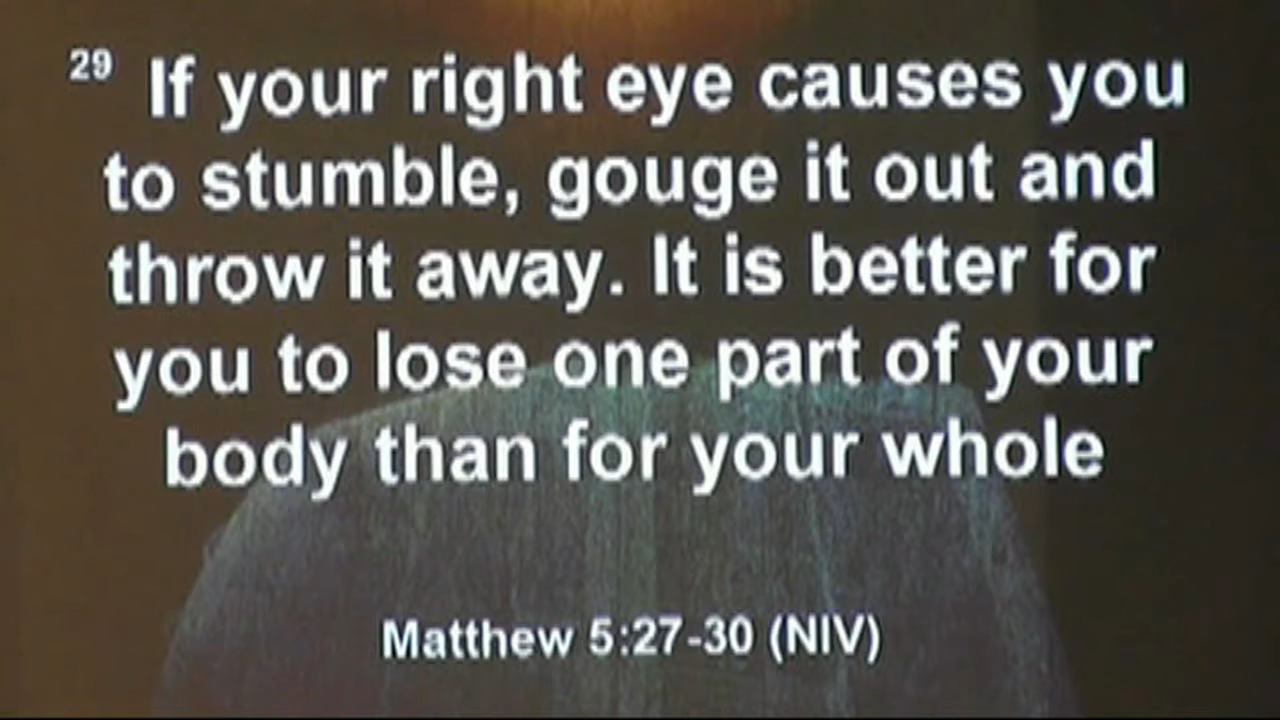 29 If your right eye causes you
to stumble, gouge it out and
throw it away. It is better for
you to lose one part of your
body than for your whole
Matthew 5:27-30 (NIV)